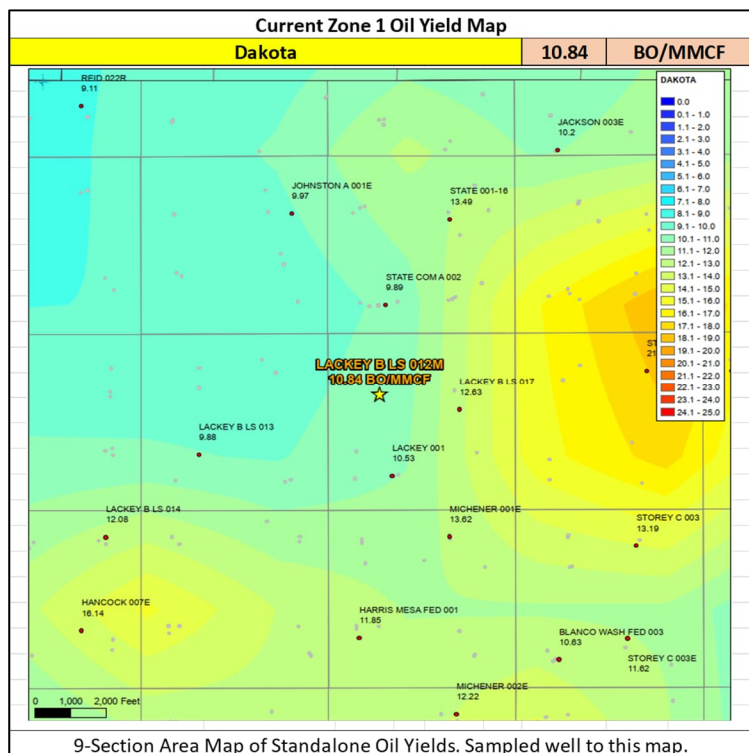 Current Zone 1 Oil Yield Map
Dakota 10.84 BO/MMCF
REID 022R
9.11
JACKSON 003E
10.2
JOHNSTON A 001E
9.97
STATE 001-16
13.49
STATE COM A 002
9.89
ST
21
LACKEY B LS 012M
10.84 BO/MMCF
LACKEY B LS 017
12.63
LACKEY B LS 013
9.88
LACKEY 001
10.53
LACKEY B LS 014
12.08
MICHENER 001E
13.62
STOREY C 003
13.19
HANCOCK 007E
16.14
HARRIS MESA FED 001
11.85
BLANCO WASH FED 003
10.63
STOREY C 003E
11.62
MICHENER 002E
12.22
DAKOTA
0.0
0.1 - 1.0
1.1 - 2.0
2.1 - 3.0
3.1 - 4.0
4.1 - 5.0
5.1 - 6.0
6.1 - 7.0
7.1 - 8.0
8.1 - 9.0
9.1 - 10.0
10.1 - 11.0
11.1 - 12.0
12.1 - 13.0
13.1 - 14.0
14.1 - 15.0
15.1 - 16.0
16.1 - 17.0
17.1 - 18.0
18.1 - 19.0
19.1 - 20.0
20.1 - 21.0
21.1 - 22.0
22.1 - 23.0
23.1 - 24.0
24.1 - 25.0
0 1,000 2,000 Feet
9-Section Area Map of Standalone Oil Yields. Sampled well to this map.